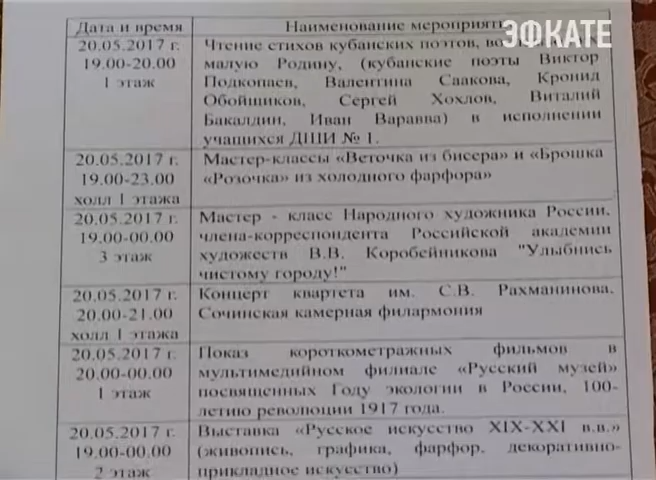 ЭФКАТЕ
Дата и время
Наименование
20.05.2017 г.
19.00-20.00
1 этаж
Чтение стихов кубанских поэтов,
малую Родину, (кубанские поэты Виктор
Подкопаев, Валентина Саакова, Кронид
Обойщиков, Сергей Хохлов, Виталий
Бакалдин, Иван Варавва) в исполнении
учащихся ДШИ № 1.
20.05.2017 г.
19.00-23.00
холл 1 этажа
Мастер-классы «Веточка из бисера» и «Брошка
«Розочка» из холодного фарфора»
20.05.2017 г.
19.00-00.00
3 этаж
Мастер - класс Народного художника России,
члена-корреспондента Российской академии
художеств В.В. Коробейникова "Улыбнись
чистому городу!"
20.05.2017 г.
20.00-21.00
холл 1 этажа
Концерт квартета им. С.В. Рахманинова.
Сочинская камерная филармония
20.05.2017 г.
20.00-00.00
1 этаж
Показ короткометражных фильмов в
мультимедийном филиале «Русский музей»
посвященных Году экологии в России, 100-
летию революции 1917 года.
20.05.2017 г.
19.00-00.00
2 этаж
Выставка «Русское искусство XIX-XXI в.в.»
(живопись, графика, фарфор, декоративно-
прикладное искусство)